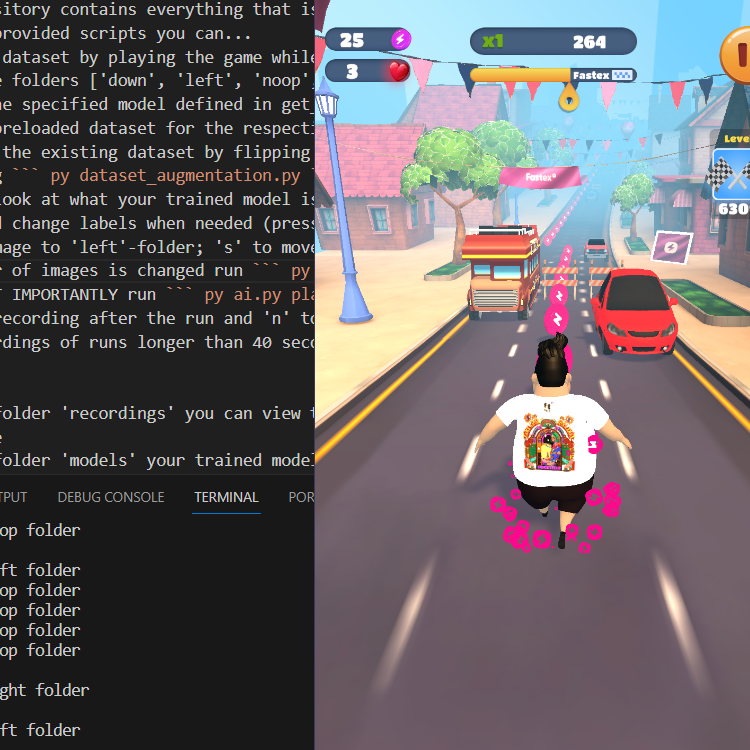 sitory contains everything that is
provided scripts you can...
dataset by playing the game while
e folders ['down', 'left', 'noop'
he specified model defined in get
preloaded dataset for the respecti
the existing dataset by flipping
g ``` py dataset_augmentation.py `
look at what your trained model is
d change labels when needed (press
mage to 'left'-folder; 's' to move
r of images is changed run ``` py
T IMPORTANTLY run ``` py ai.py pla
recording after the run and 'n' to
rdings of runs longer than 40 seco
folder 'recordings' you can view t
e
folder 'models' your trained model
TPUT DEBUG CONSOLE TERMINAL POR
op folder
ft folder
op folder
op folder
op folder
op folder
ght folder
ft folder
25
3
x1 264
Fastex
Fastex
Leve
630